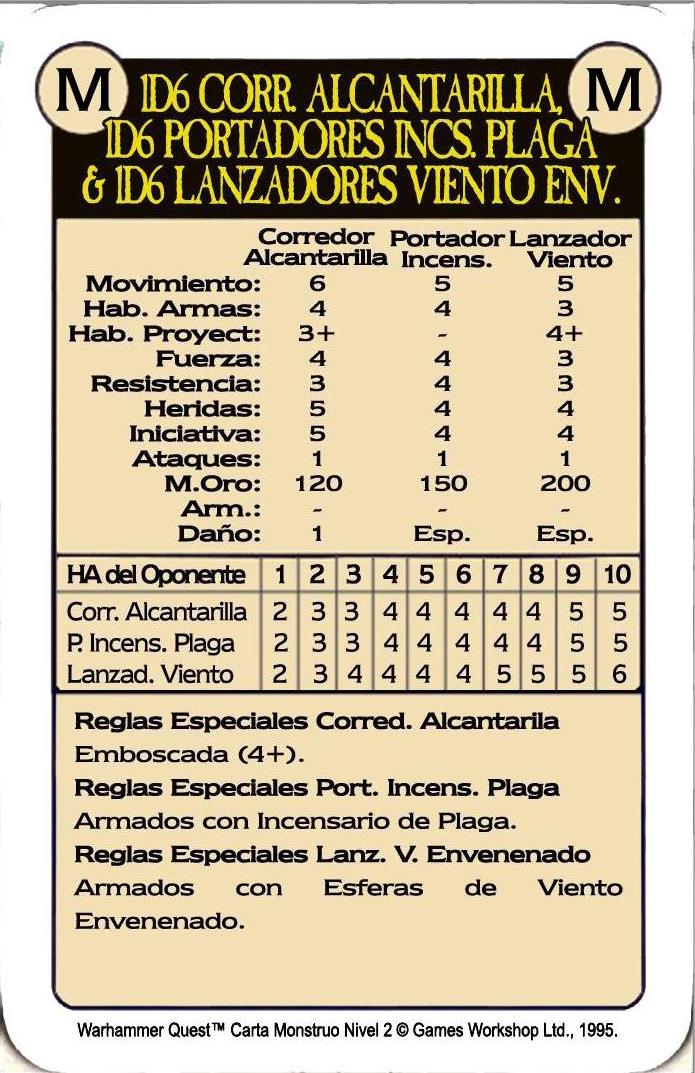 M 1D6 CORR. ALCANTARILLA, M
1D6 PORTADORES INCS. PLAGA
& 1D6 LANZADORES VIENTO ENV.
Corredor Portador Lanzador
Alcantarilla Incens. Viento
Movimiento: 6 5 5
Hab. Armas: 4 4 3
Hab. Proyect: 3+ - 4+
Fuerza: 4 4 3
Resistencia: 3 4 3
Heridas: 5 4 4
Iniciativa: 5 4 4
Ataques: 1 1 1
M.Oro: 120 150 200
Arm.: - - -
Daño: 1 Esp. Esp.
HA del Oponente 1 2 3 4 5 6 7 8 9 10
Corr. Alcantarilla 2 3 3 4 4 4 4 4 5 5
P. Incens. Plaga 2 3 3 4 4 4 4 4 5 5
Lanzad. Viento 2 3 4 4 4 4 5 5 5 6
Reglas Especiales Corred. Alcantarila
Emboscada (4+).
Reglas Especiales Port. Incens. Plaga
Armados con Incensario de Plaga.
Reglas Especiales Lanz. V. Envenenado
Armados con Esferas de Viento
Envenenado.
Warhammer Quest™ Carta Monstruo Nivel 2 © Games Workshop Ltd., 1995.